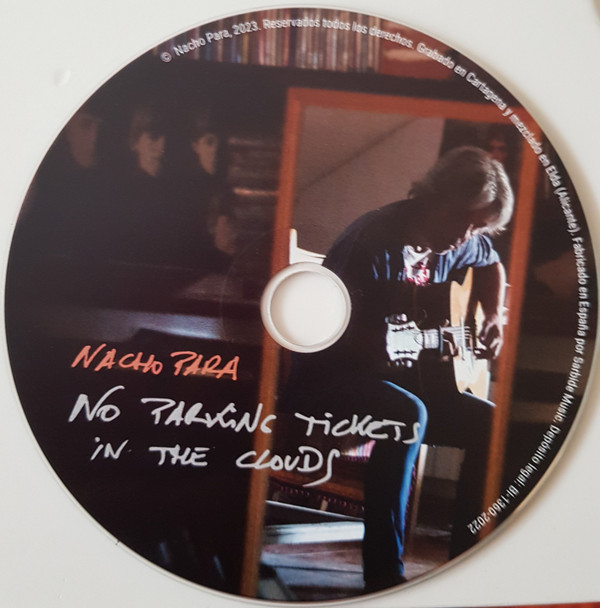 © Nacho Para, 2023. Reservados todos los derechos. Grabado en Cartagena y mezclado en Elda (Alicante). Fabricado en España por Sarbide Music. Depósito legal: BI-1360-2022
NACHO PARA
NO PARKING TICKETS
IN THE CLOUDS